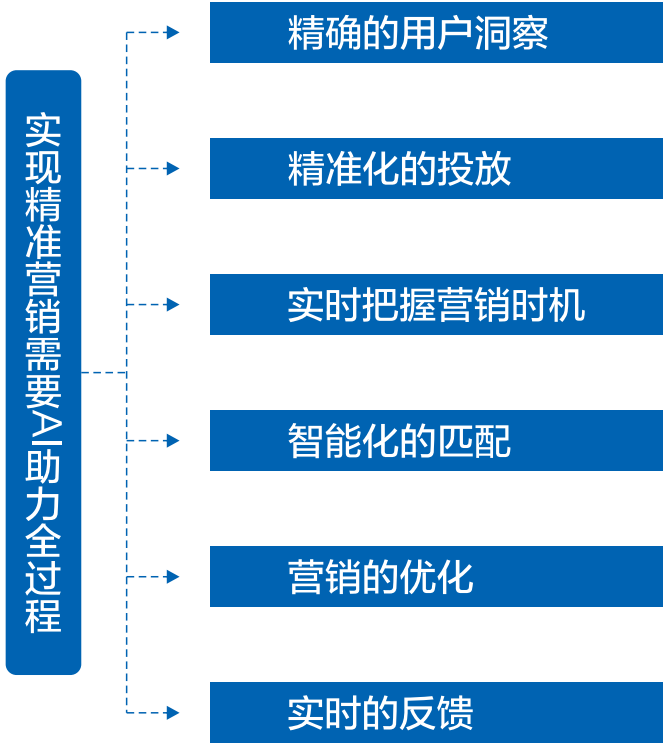 实现精准营销需要AI助力全过程
精确的用户洞察
精准化的投放
实时把握营销时机
智能化的匹配
营销的优化
实时的反馈